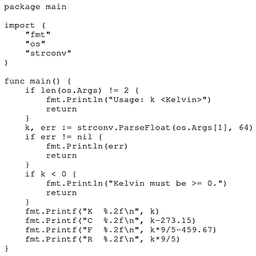 package main
import (
    "fmt"
    "os"
    "strconv"
)
func main() {
    if len(os.Args) != 2 {
        fmt.Println("Usage: k <Kelvin>")
        return
    }
    k, err := strconv.ParseFloat(os.Args[1], 64)
    if err != nil {
        fmt.Println(err)
        return
    }
    if k < 0 {
        fmt.Println("Kelvin must be >= 0.")
        return
    }
    fmt.Printf("K  %.2f\n", k)
    fmt.Printf("C  %.2f\n", k-273.15)
    fmt.Printf("F  %.2f\n", k*9/5-459.67)
    fmt.Printf("R  %.2f\n", k*9/5)
}